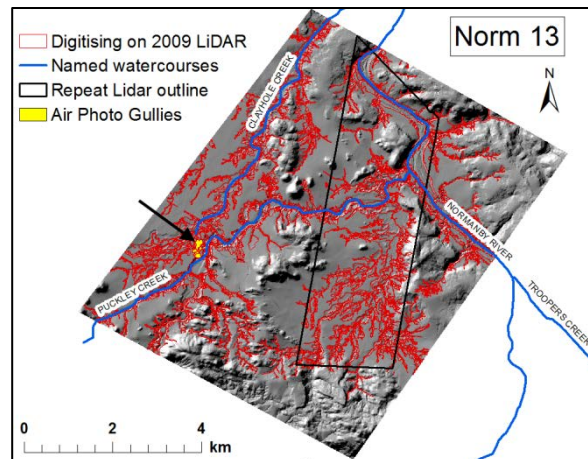 Norm 13
Digitising on 2009 LiDAR
Named watercourses
Repeat Lidar outline
Air Photo Gullies
N
CLAYHOLE CREEK
NORMANBY RIVER
TROOPERS CREEK
PUCKLEY CREEK
0 2 4
km